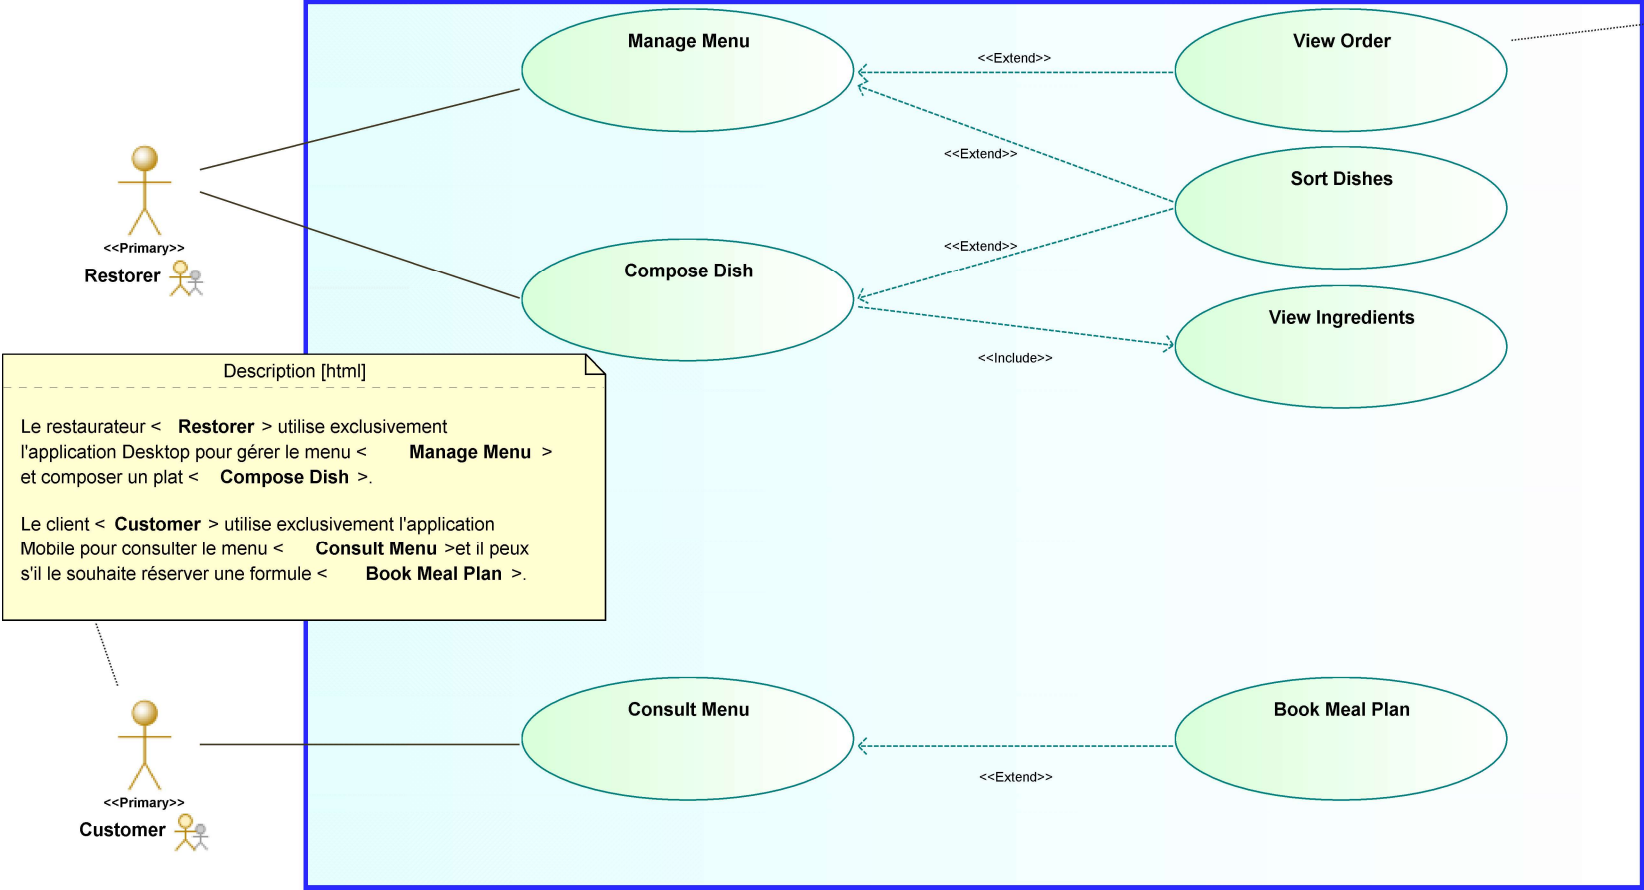 Manage Menu
View Order
<<Extend>>
<<Extend>>
Sort Dishes
<<Primary>>
Restorer
<<Extend>>
Compose Dish
View Ingredients
<<Include>>
Description [html]
Le restaurateur < Restorer > utilise exclusivement
l'application Desktop pour gérer le menu < Manage Menu >
et composer un plat < Compose Dish >.
Le client < Customer > utilise exclusivement l'application
Mobile pour consulter le menu < Consult Menu >et il peux
s'il le souhaite réserver une formule < Book Meal Plan >.
Consult Menu
Book Meal Plan
<<Extend>>
<<Primary>>
Customer